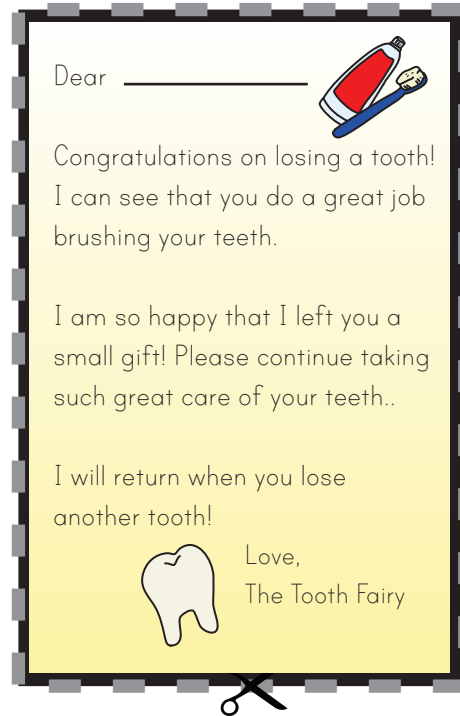 Dear
Congratulations on losing a tooth!
I can see that you do a great job
brushing your teeth.
I am so happy that I left you a
small gift! Please continue taking
such great care of your teeth..
I will return when you lose
another tooth!
Love,
The Tooth Fairy